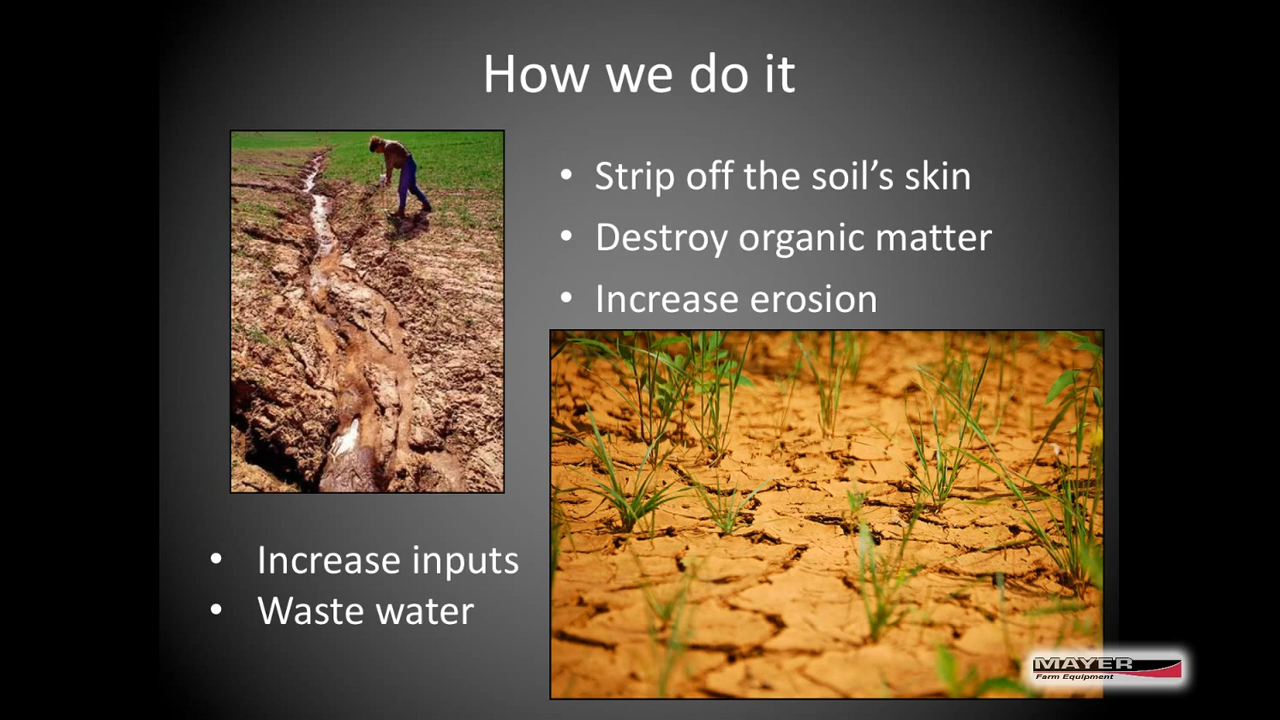 How we do it
• Strip off the soil’s skin
• Destroy organic matter
• Increase erosion
• Increase inputs
• Waste water
MAYER
Farm Equipment